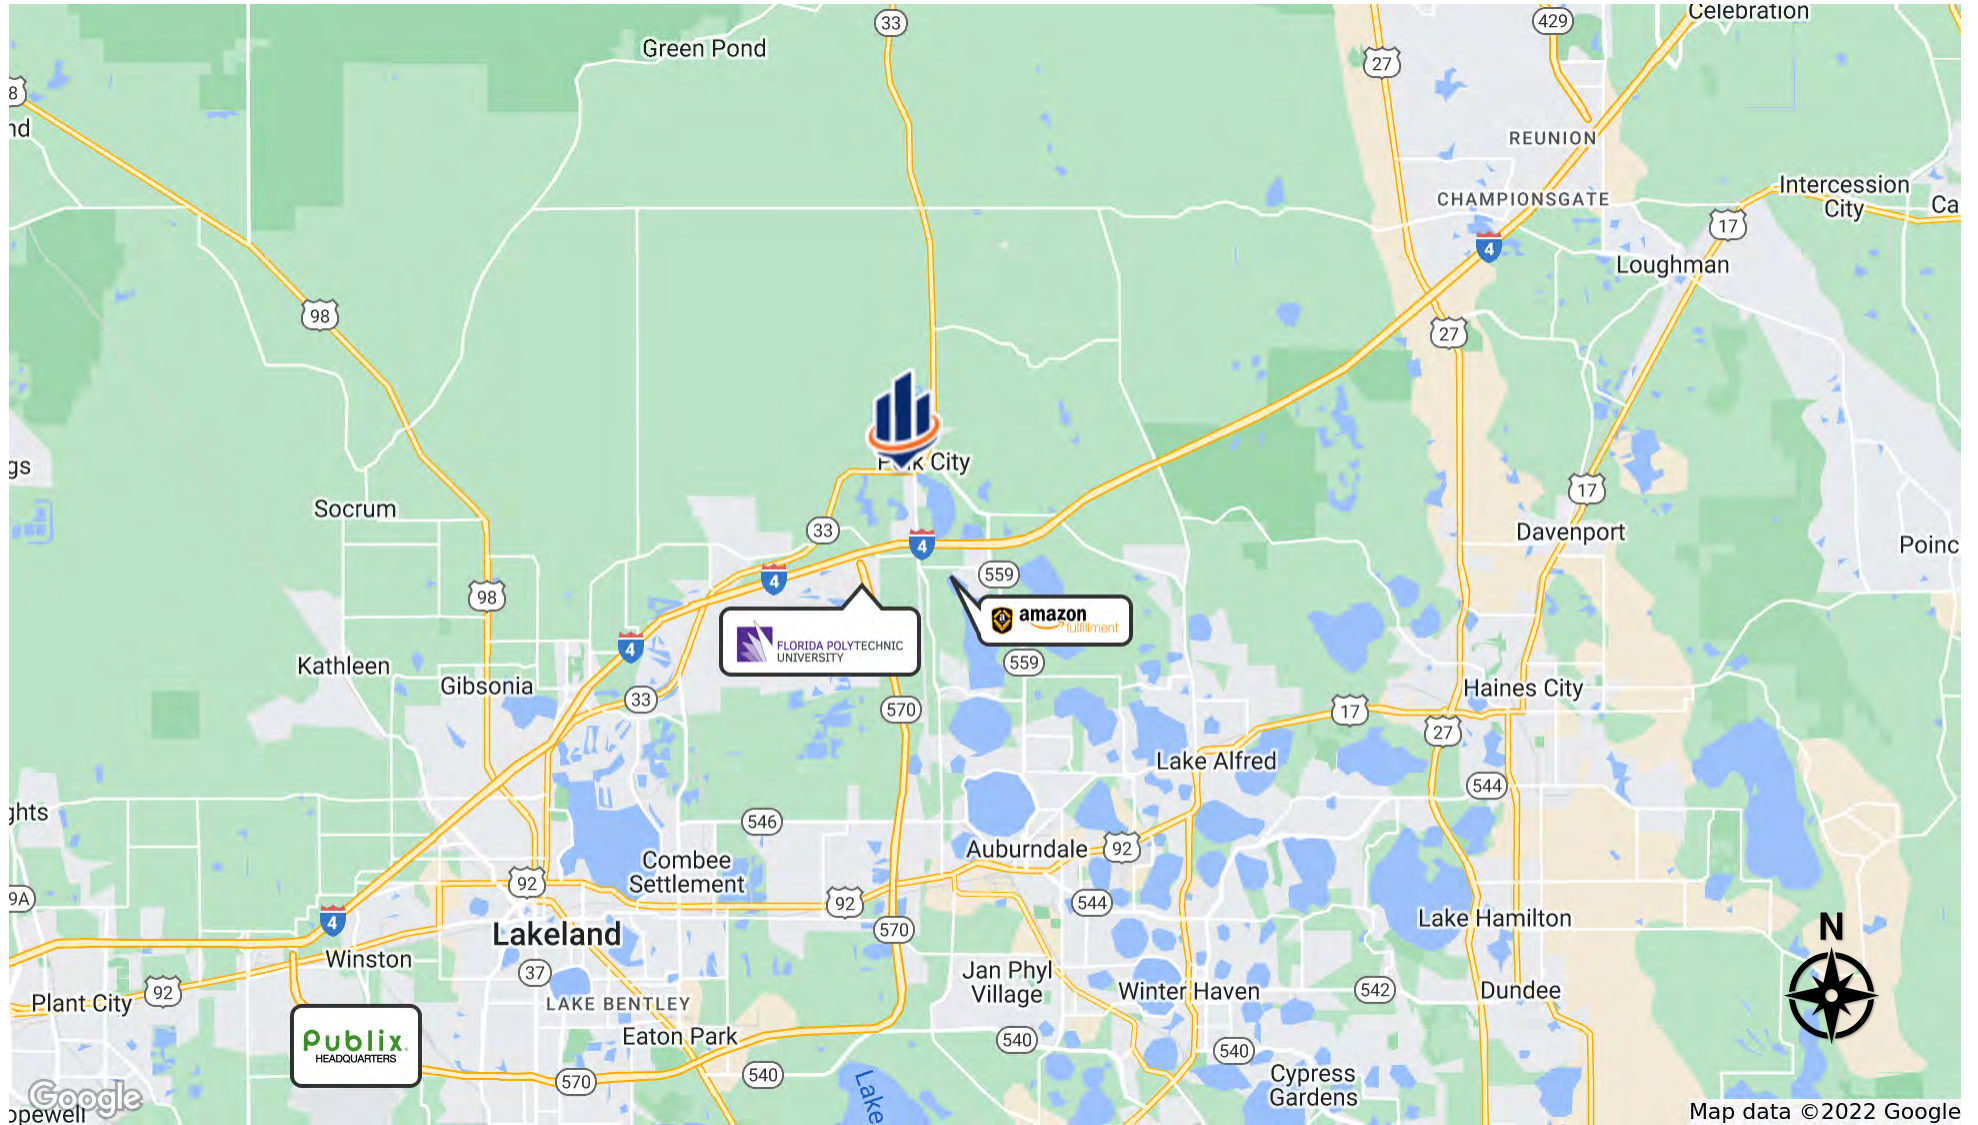 Celebration
33
429
Green Pond
27
8
nd
REUNION
Intercession
City
CHAMPIONSGATE
Ca
17
4
Loughman
98
27
Polk City
gs
17
Socrum
33
Davenport
4
Poinc
559
4
98
amazon
fulfillment
FLORIDA POLYTECHNIC
UNIVERSITY
4
559
Kathleen
Gibsonia
Haines City
33
570
17
27
Lake Alfred
544
ghts
546
Auburndale
92
Combee
Settlement
92
9A
92
544
4
Lake Hamilton
N
570
Lakeland
Winston
37
Jan Phyl
Village
Plant City
92
LAKE BENTLEY
Winter Haven
542
Dundee
Publix
HEADQUARTERS
Eaton Park
540
540
570
540
Cypress
Gardens
Lake
Google
opewell
Map data ©2022 Google